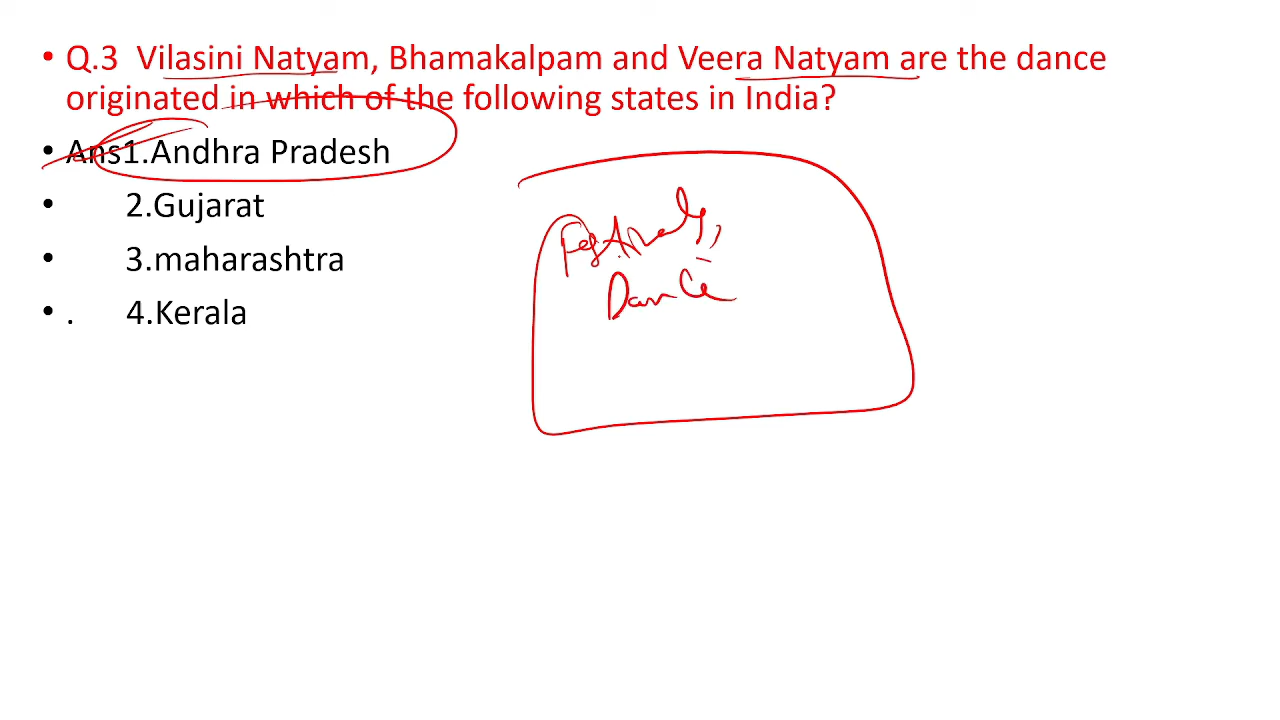 • Q.3 Vilasini Natyam, Bhamakalpam and Veera Natyam are the dance
originated in which of the following states in India?
• Ans1.Andhra Pradesh
• 2.Gujarat
• 3.maharashtra
• . 4.Kerala
Festivals,
Dance